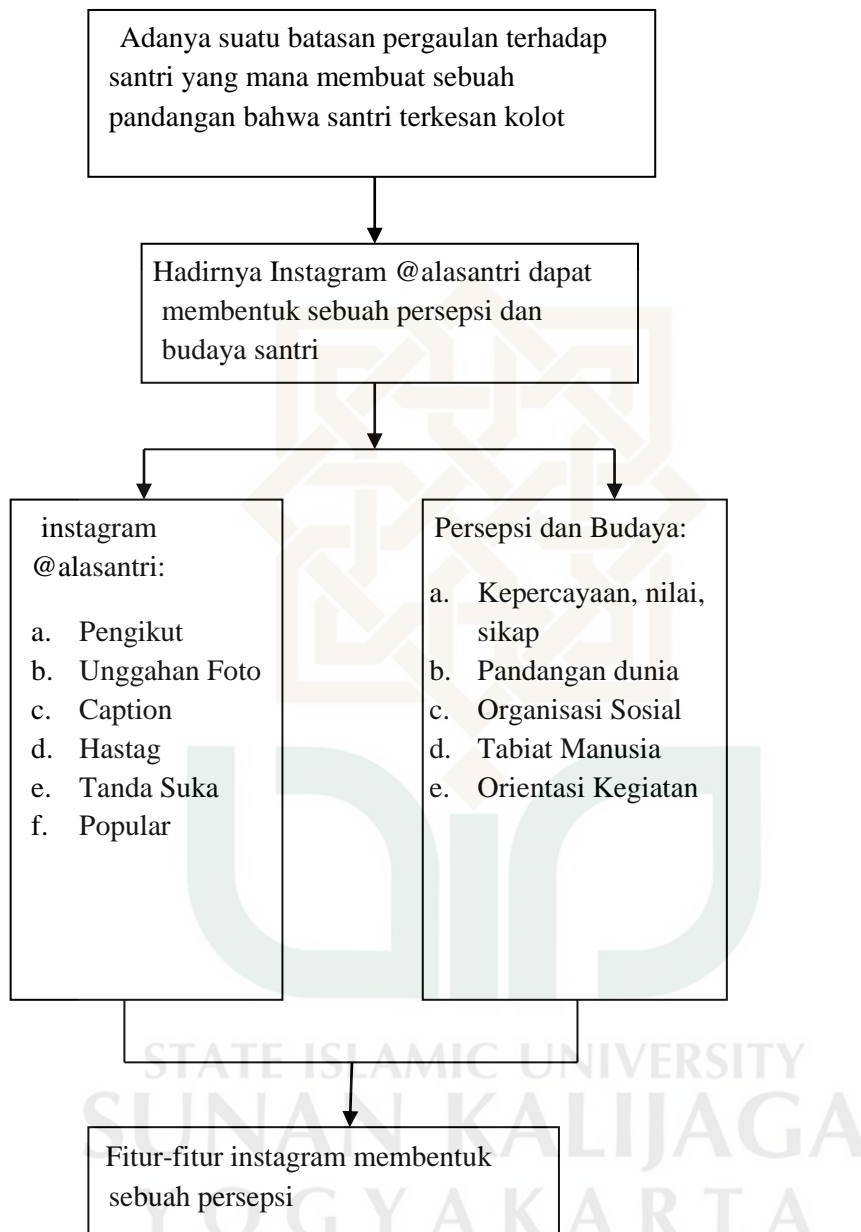 Adanya suatu batasan pergaulan terhadap
santri yang mana membuat sebuah
pandangan bahwa santri terkesan kolot
Hadirnya Instagram @alasantri dapat
membentuk sebuah persepsi dan
budaya santri
instagram
@alasantri:
a. Pengikut
b. Unggahan Foto
c. Caption
d. Hastag
e. Tanda Suka
f. Popular
Persepsi dan Budaya:
a. Kepercayaan, nilai,
sikap
b. Pandangan dunia
c. Organisasi Sosial
d. Tabiat Manusia
e. Orientasi Kegiatan
STATE ISLAMIC UNIVERSITY
SUNAN KALIJAGA
YOGYAKARTA
Fitur-fitur instagram membentuk
sebuah persepsi